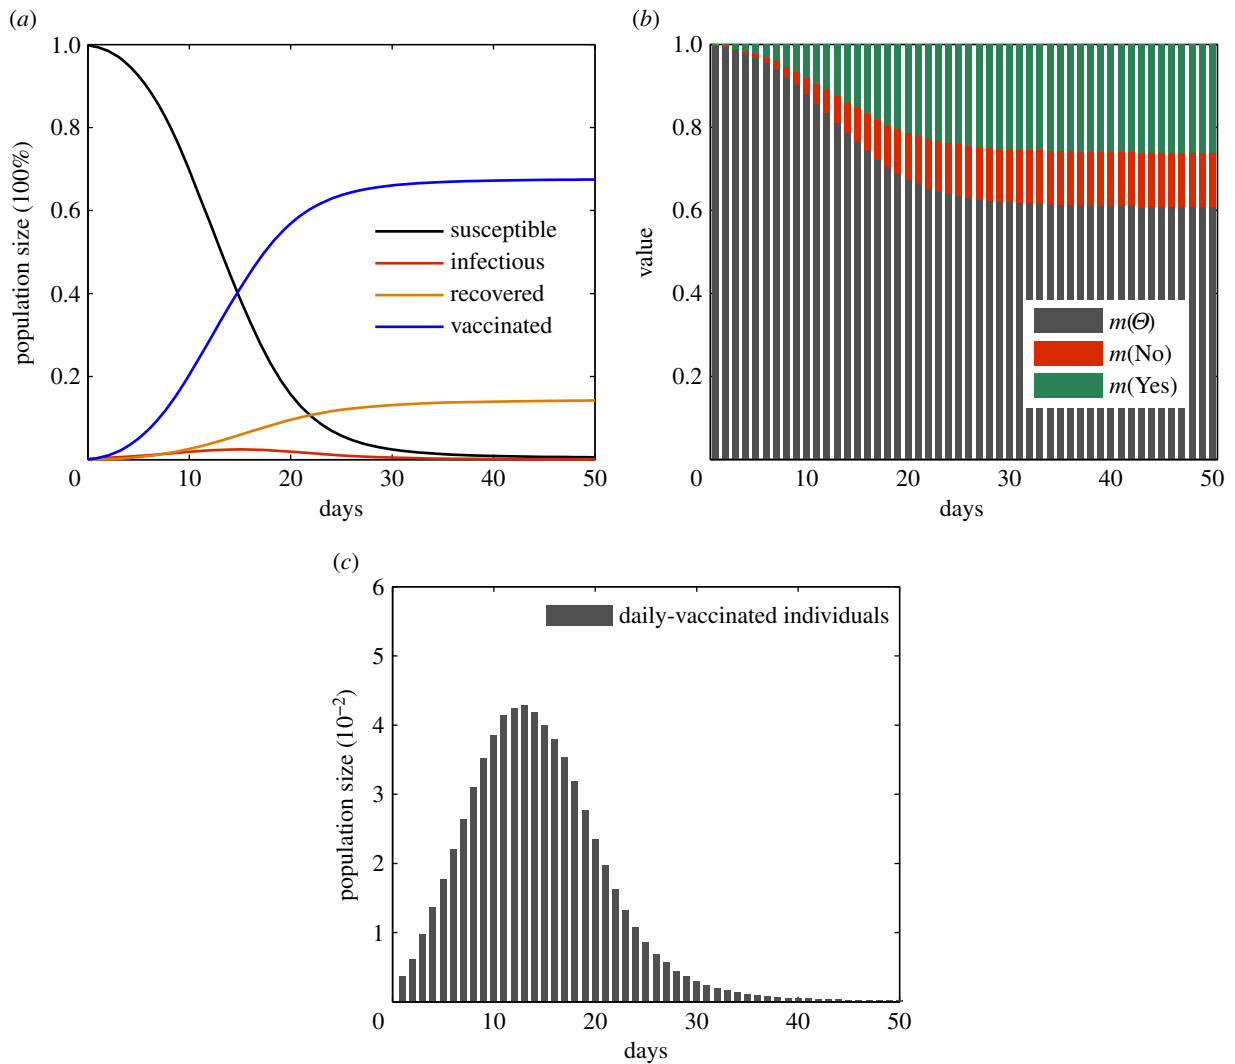 (a)
1.0
0.8
0.6
0.4
0.2
0
10
20
30
40
50
population size (100%)
days
susceptible
infectious
recovered
vaccinated
(b)
1.0
0.8
0.6
0.4
0.2
0
10
20
30
40
50
value
days
m(Θ)
m(No)
m(Yes)
(c)
6
5
4
3
2
1
0
10
20
30
40
50
population size (10⁻²)
days
daily-vaccinated individuals